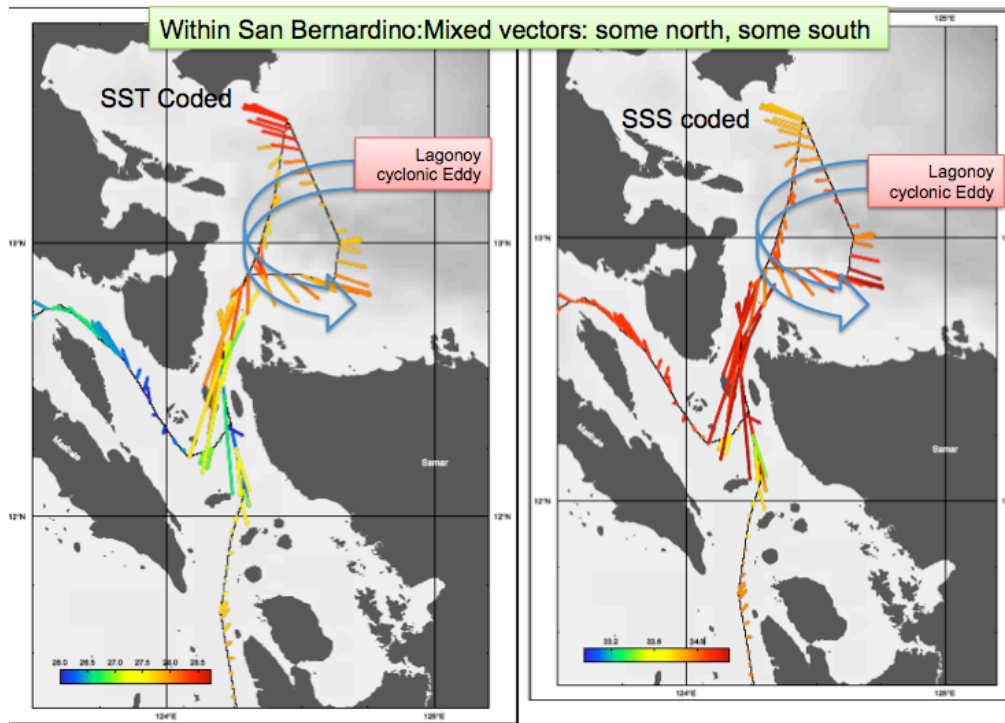 Within San Bernardino:Mixed vectors: some north, some south
125°E
SST Coded
Lagonoy
cyclonic Eddy
13°N
Masbate
Samar
12°N
26.0 26.5 27.0 27.5 28.0 28.5
124°E
125°E
125°E
SSS coded
Lagonoy
cyclonic Eddy
13°N
Samar
12°N
33.2 33.6 34.0
124°E
125°E